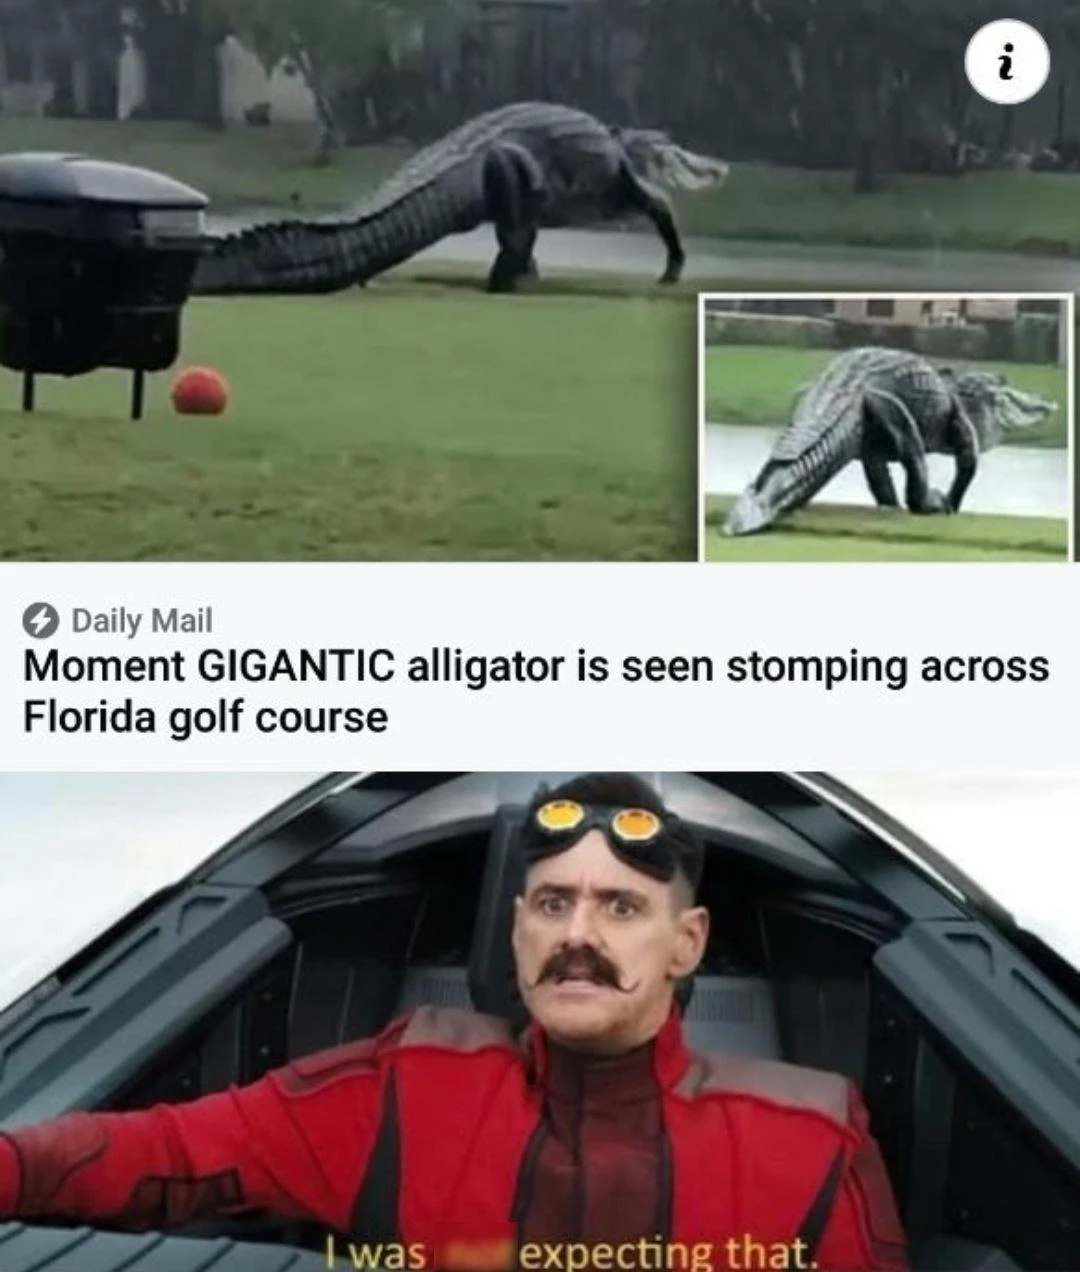 i
Daily Mail
Moment GIGANTIC alligator is seen stomping across
Florida golf course
I was expecting that.